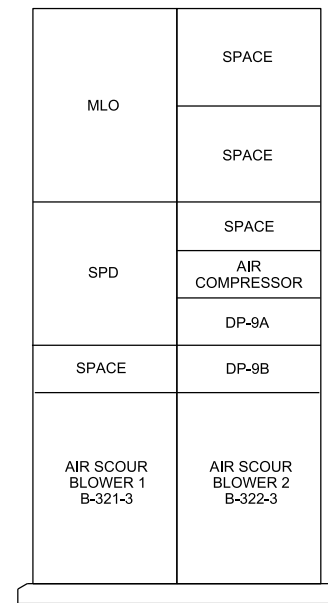 MLO
SPD
SPACE
AIR SCOUR
BLOWER 1
B-321-3
SPACE
SPACE
SPACE
AIR
COMPRESSOR
DP-9A
DP-9B
AIR SCOUR
BLOWER 2
B-322-3